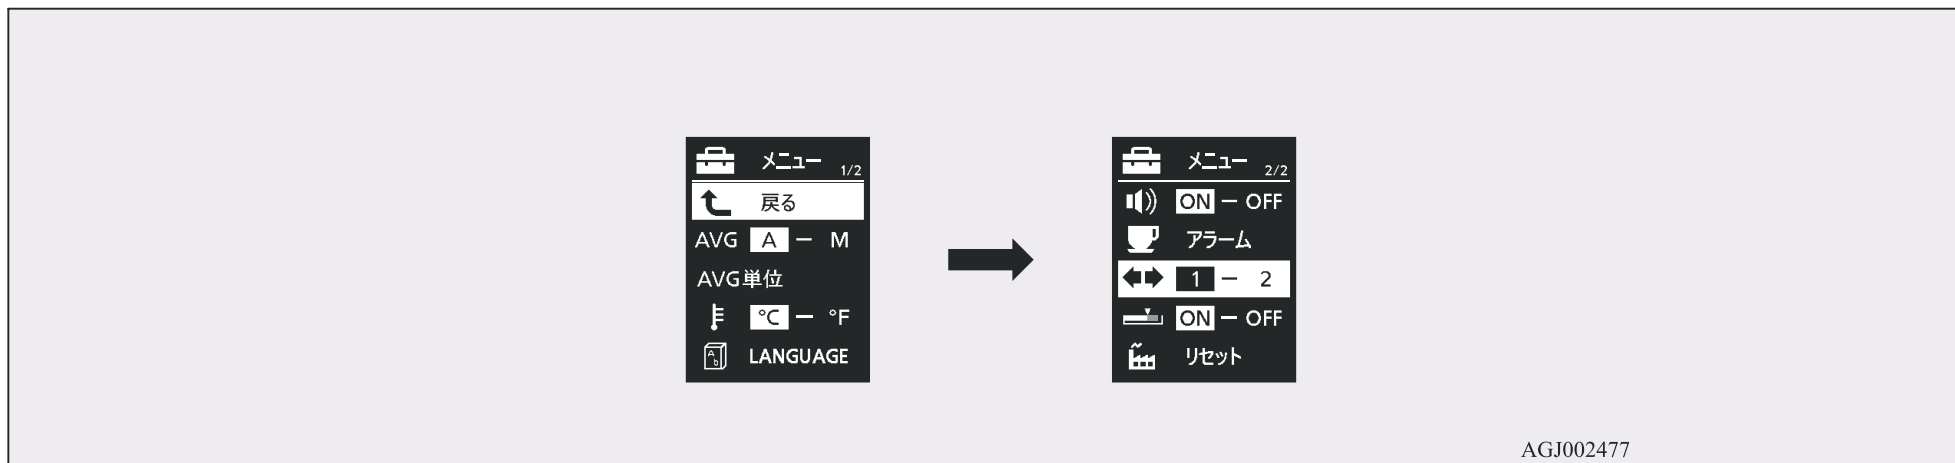 メニュー 1/2
戻る
AVG A － M
AVG単位
°C － °F
LANGUAGE
メニュー 2/2
ON － OFF
アラーム
1 － 2
ON － OFF
リセット
AGJ002477